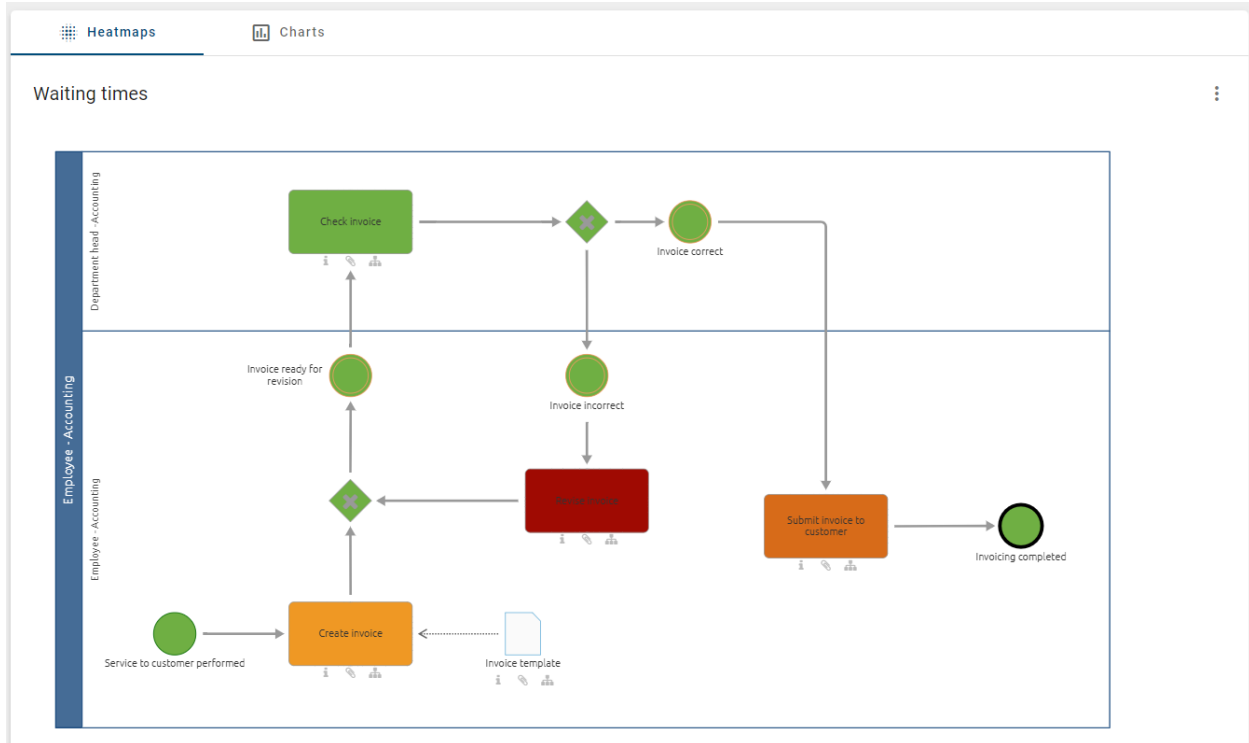 Heatmaps
Charts
Waiting times
Employee - Accounting
Department head -Accounting
Check invoice
Invoice correct
Employee - Accounting
Invoice ready for
revision
Invoice incorrect
invoice
Submit invoice to
customer
Invoicing completed
Create invoice
Service to customer performed
Invoice template